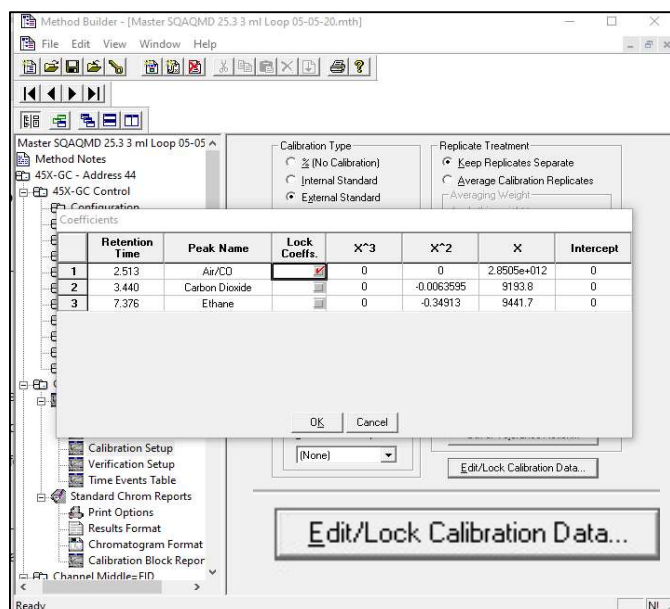 Method Builder - [Master SQAQMD 25.3 3 ml Loop 05-05-20.mth]
File Edit View Window Help
Master SQAQMD 25.3 3 ml Loop 05-05
Method Notes
45X-GC - Address 44
45X-GC Control
Configuration
Calibration Type
% (No Calibration)
Internal Standard
External Standard
Replicate Treatment
Keep Replicates Separate
Average Calibration Replicates
Averaging Weight
Coefficients
Retention Time Peak Name Lock Coeffs. X^3 X^2 X Intercept
1 2.513 Air/CO 0 0 2.8505e+012 0
2 3.440 Carbon Dioxide 0 -0.0063595 9193.8 0
3 7.376 Ethane 0 -0.34913 9441.7 0
OK Cancel
(None)
Edit/Lock Calibration Data...
Calibration Setup
Verification Setup
Time Events Table
Standard Chrom Reports
Print Options
Results Format
Chromatogram Format
Calibration Block Repor
Channel Middle=FID
Edit/Lock Calibration Data...
Ready